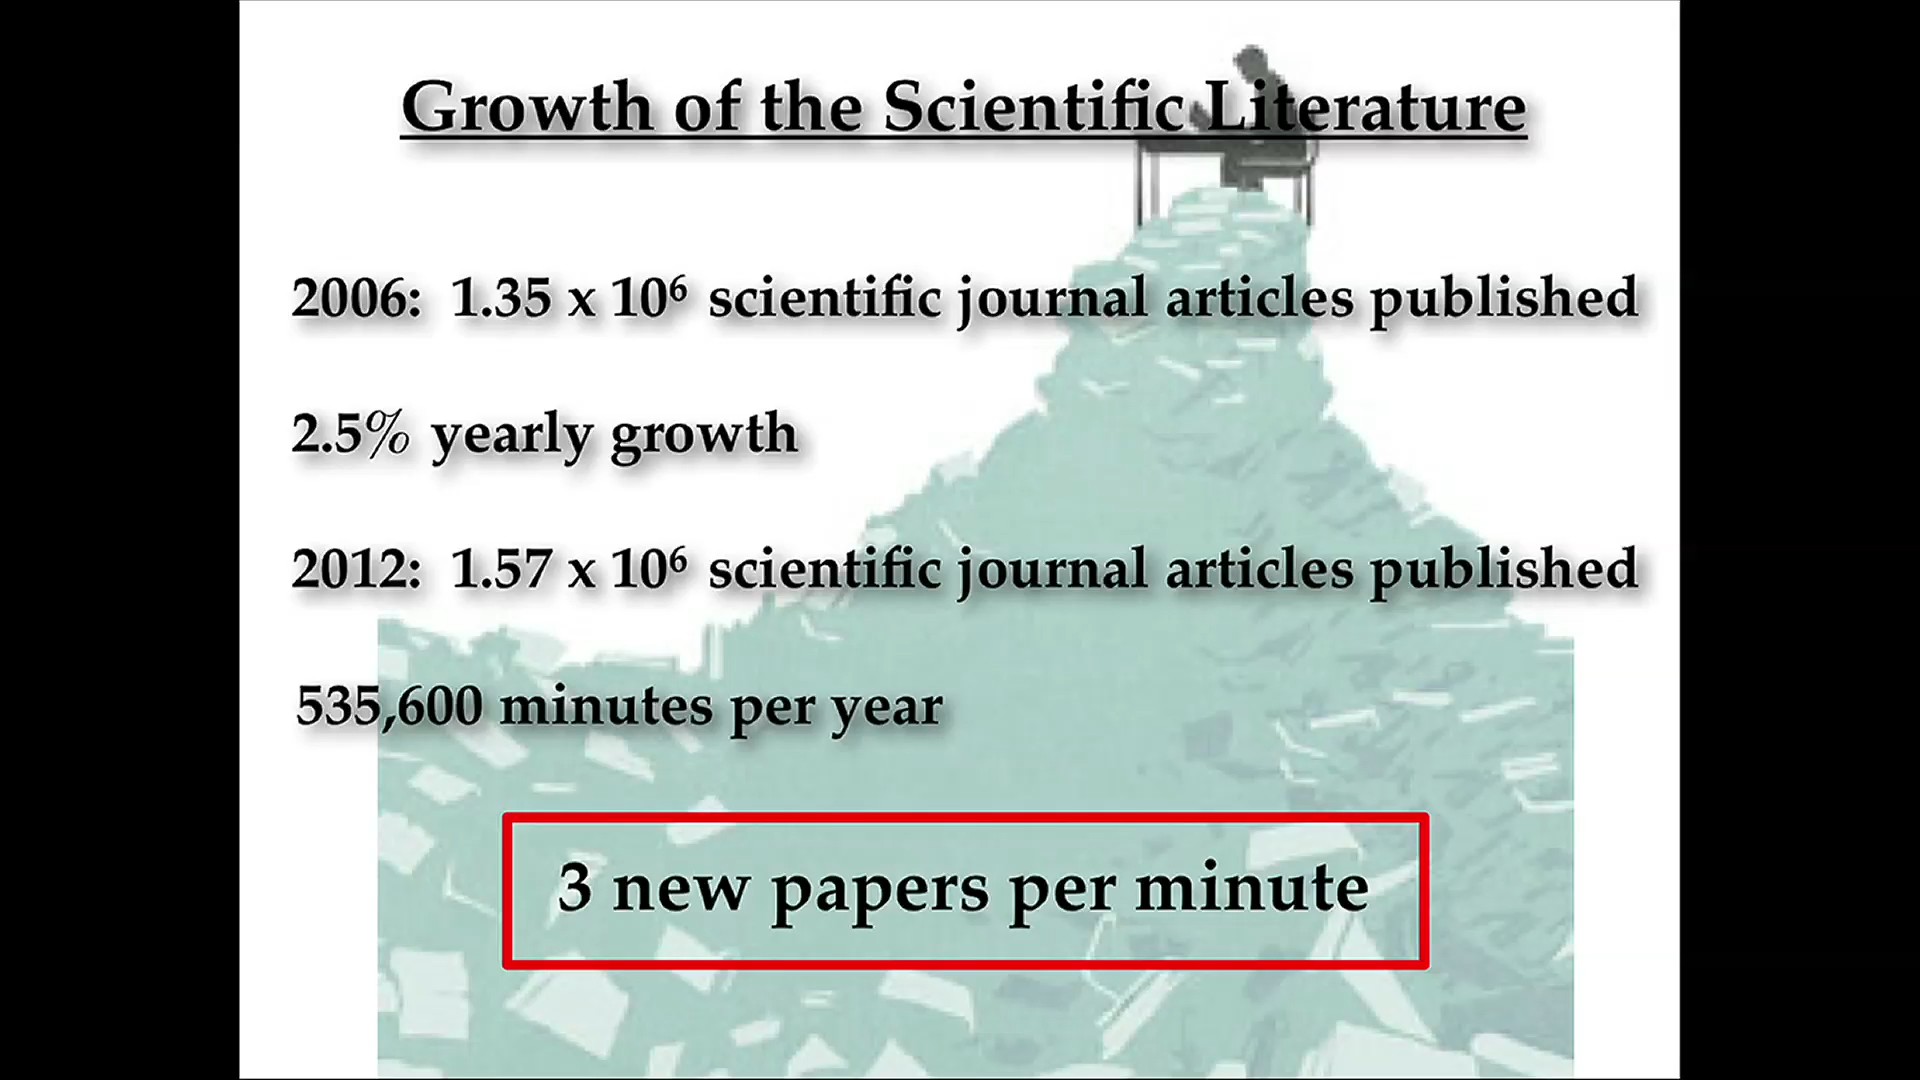 Growth of the Scientific Literature
2006: 1.35 x 10⁶ scientific journal articles published
2.5% yearly growth
2012: 1.57 x 10⁶ scientific journal articles published
535,600 minutes per year
3 new papers per minute